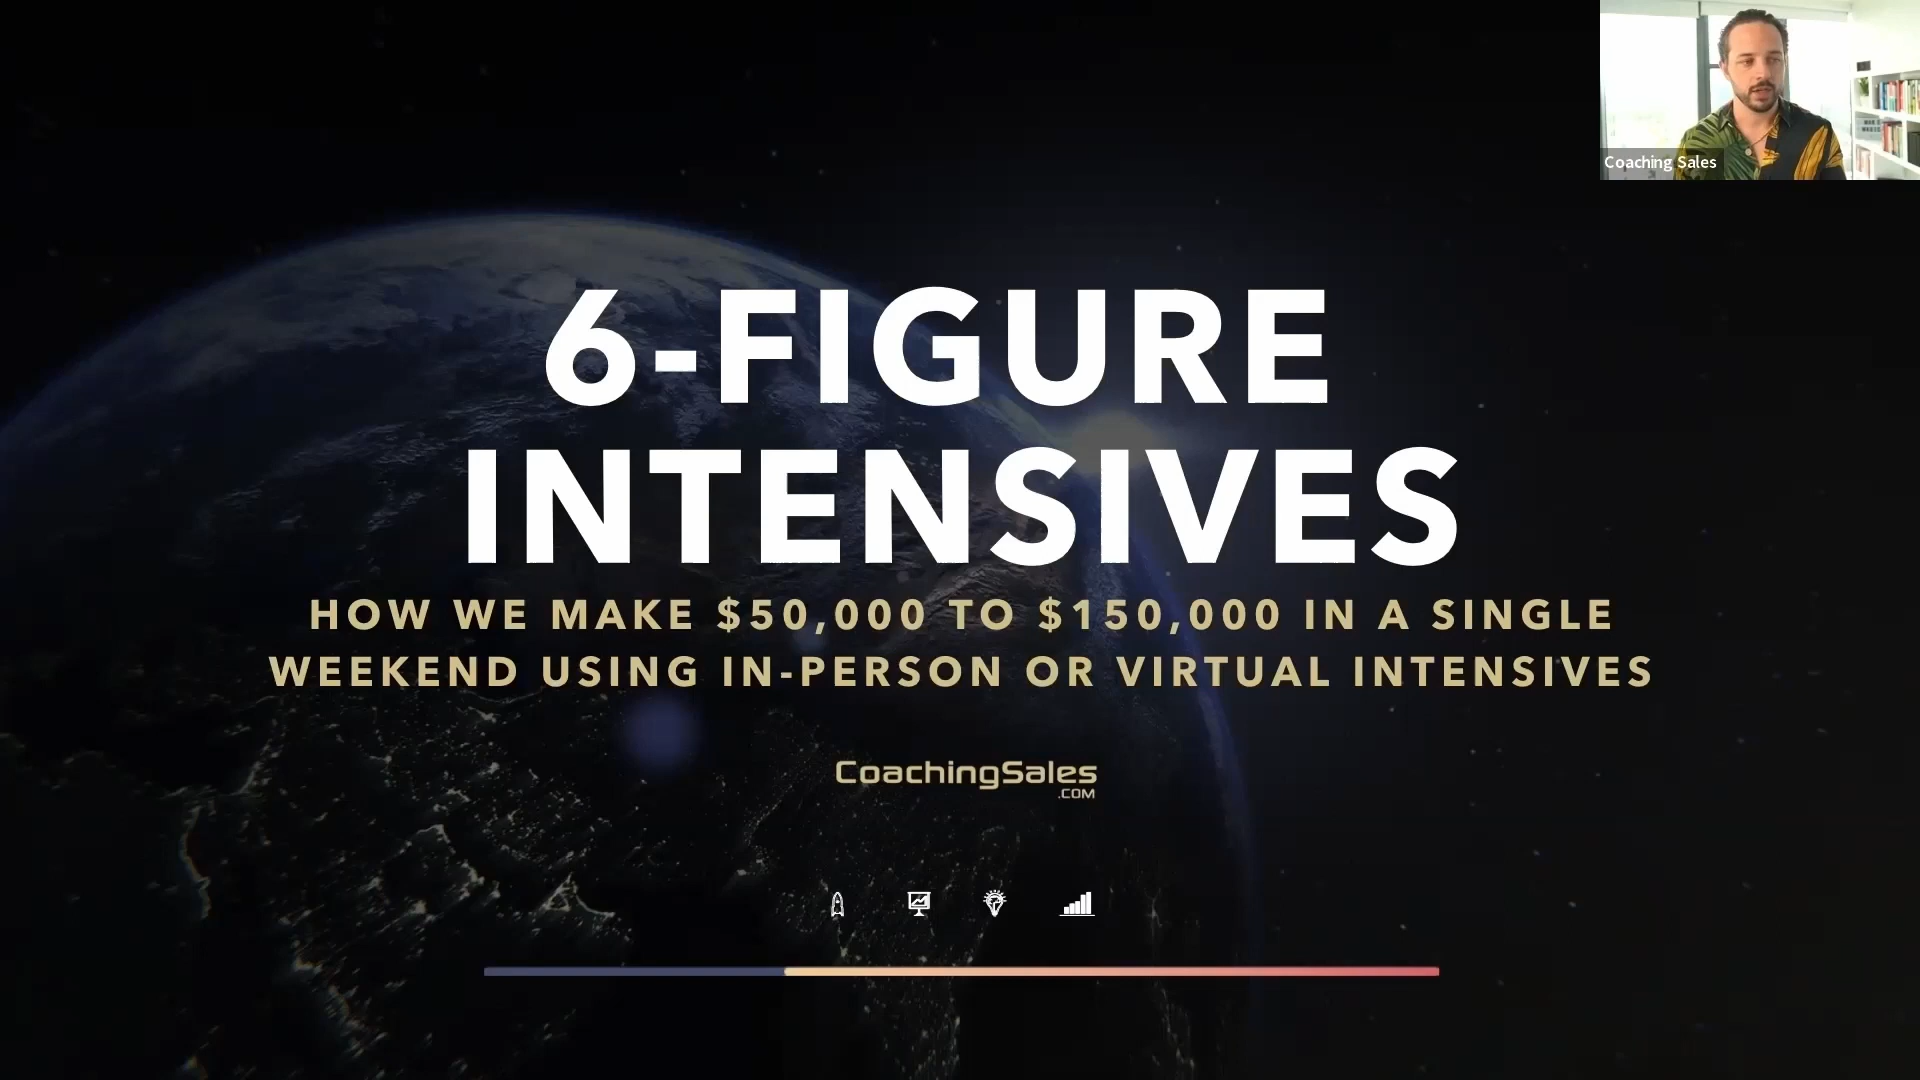 Coaching Sales
6-FIGURE
INTENSIVES
HOW WE MAKE $50,000 TO $150,000 IN A SINGLE
WEEKEND USING IN-PERSON OR VIRTUAL INTENSIVES
CoachingSales
.COM